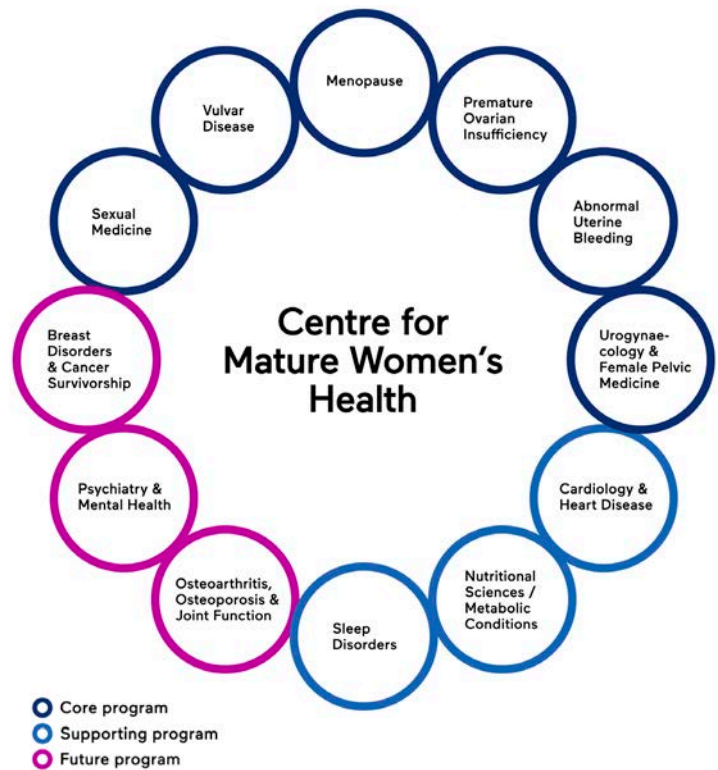 Menopause
Premature
Ovarian
Insufficiency
Abnormal
Uterine
Bleeding
Urogynae-
cology &
Female Pelvic
Medicine
Cardiology &
Heart Disease
Nutritional
Sciences /
Metabolic
Conditions
Sleep
Disorders
Osteoarthritis,
Osteoporosis &
Joint Function
Psychiatry &
Mental Health
Breast
Disorders
& Cancer
Survivorship
Sexual
Medicine
Vulvar
Disease
Centre for
Mature Women's
Health
Core program
Supporting program
Future program